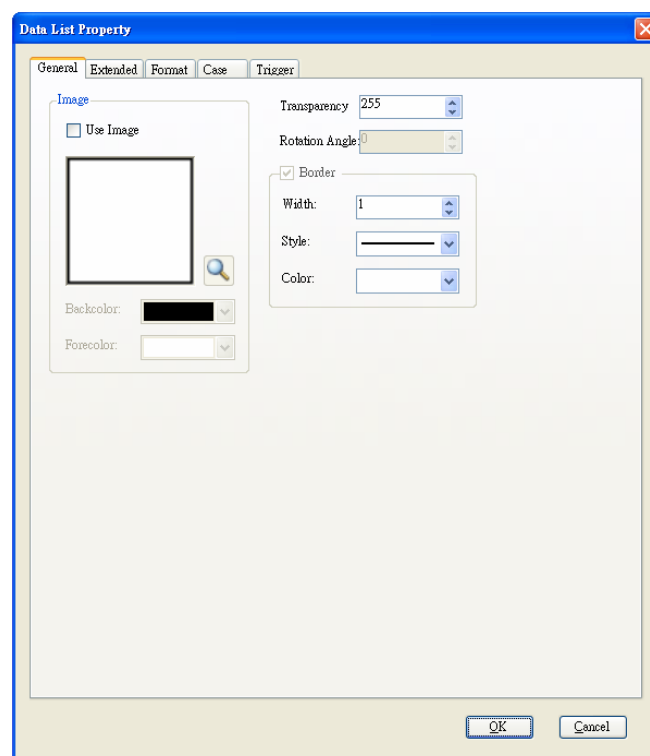 Data List Property
General Extended Format Case Trigger
Image
Use Image
Backcolor:
Forecolor:
Transparency 255
Rotation Angle: 0
Border
Width: 1
Style:
Color:
OK Cancel